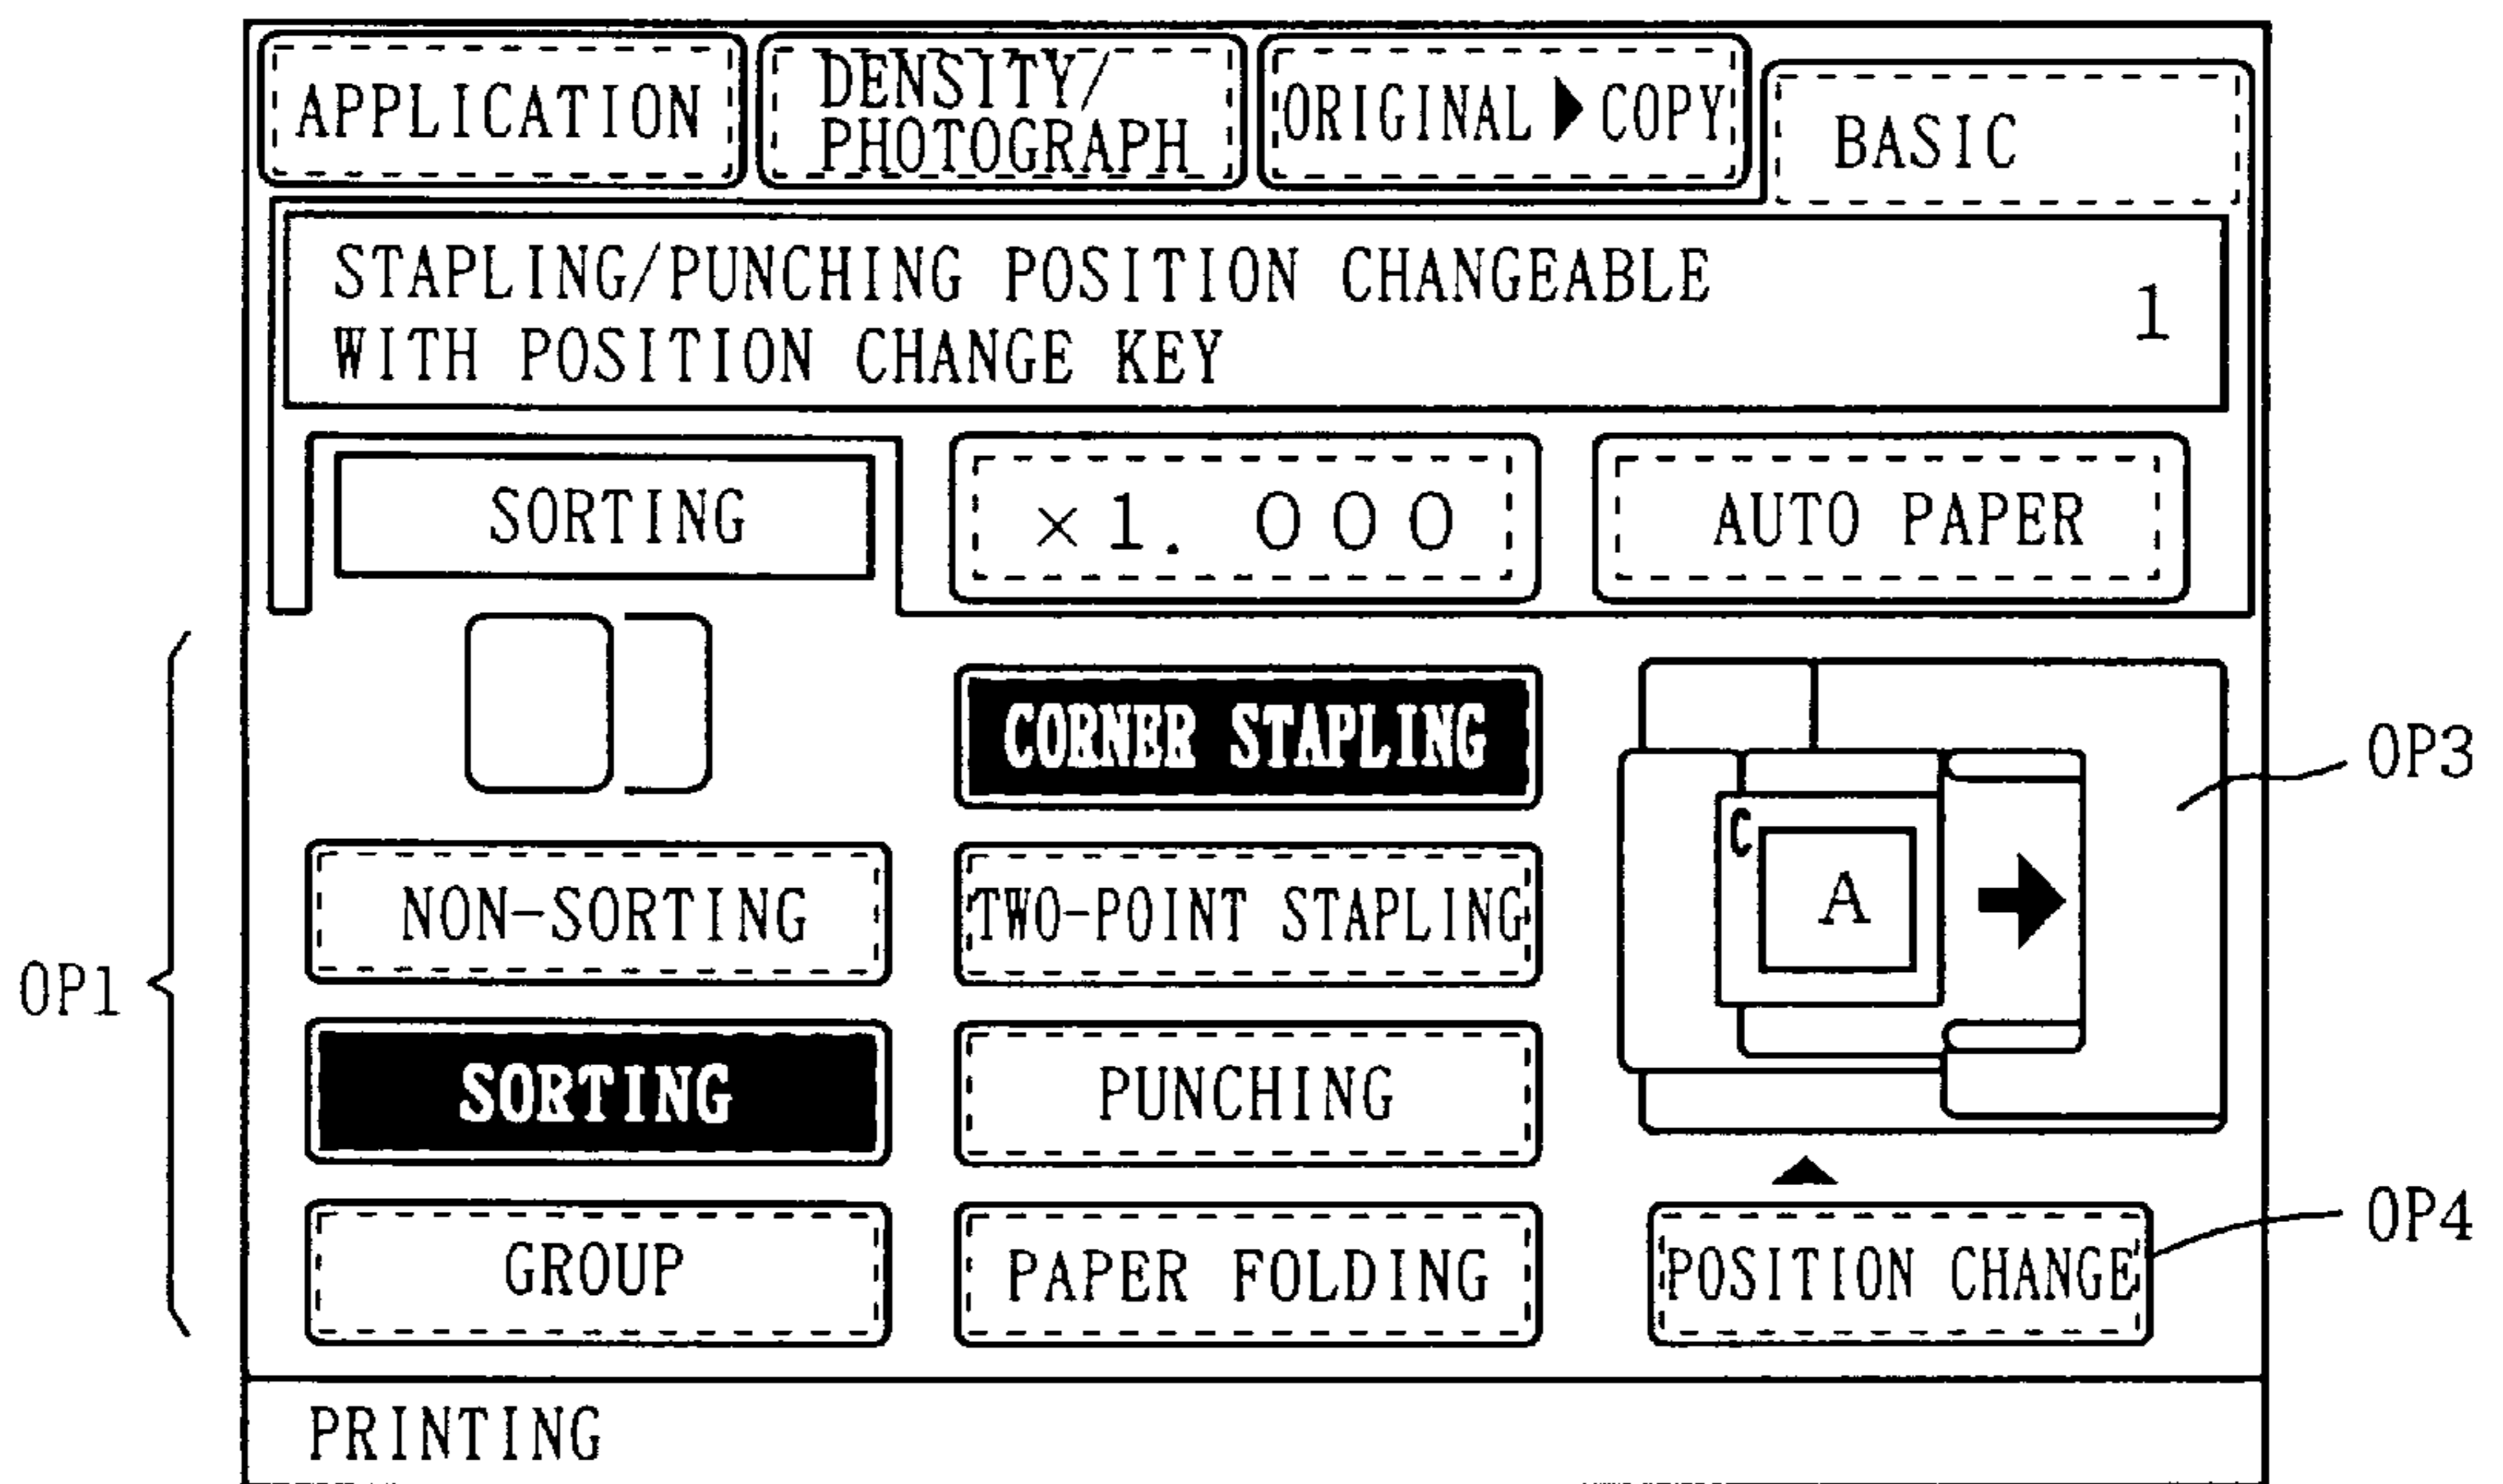 APPLICATION
DENSITY/
PHOTOGRAPH
ORIGINAL ▶ COPY
BASIC
STAPLING/PUNCHING POSITION CHANGEABLE
WITH POSITION CHANGE KEY
1
SORTING
×1. 000
AUTO PAPER
CORNER STAPLING
OP3
C
A
NON-SORTING
TWO-POINT STAPLING
OP1
SORTING
PUNCHING
GROUP
PAPER FOLDING
POSITION CHANGE
OP4
PRINTING